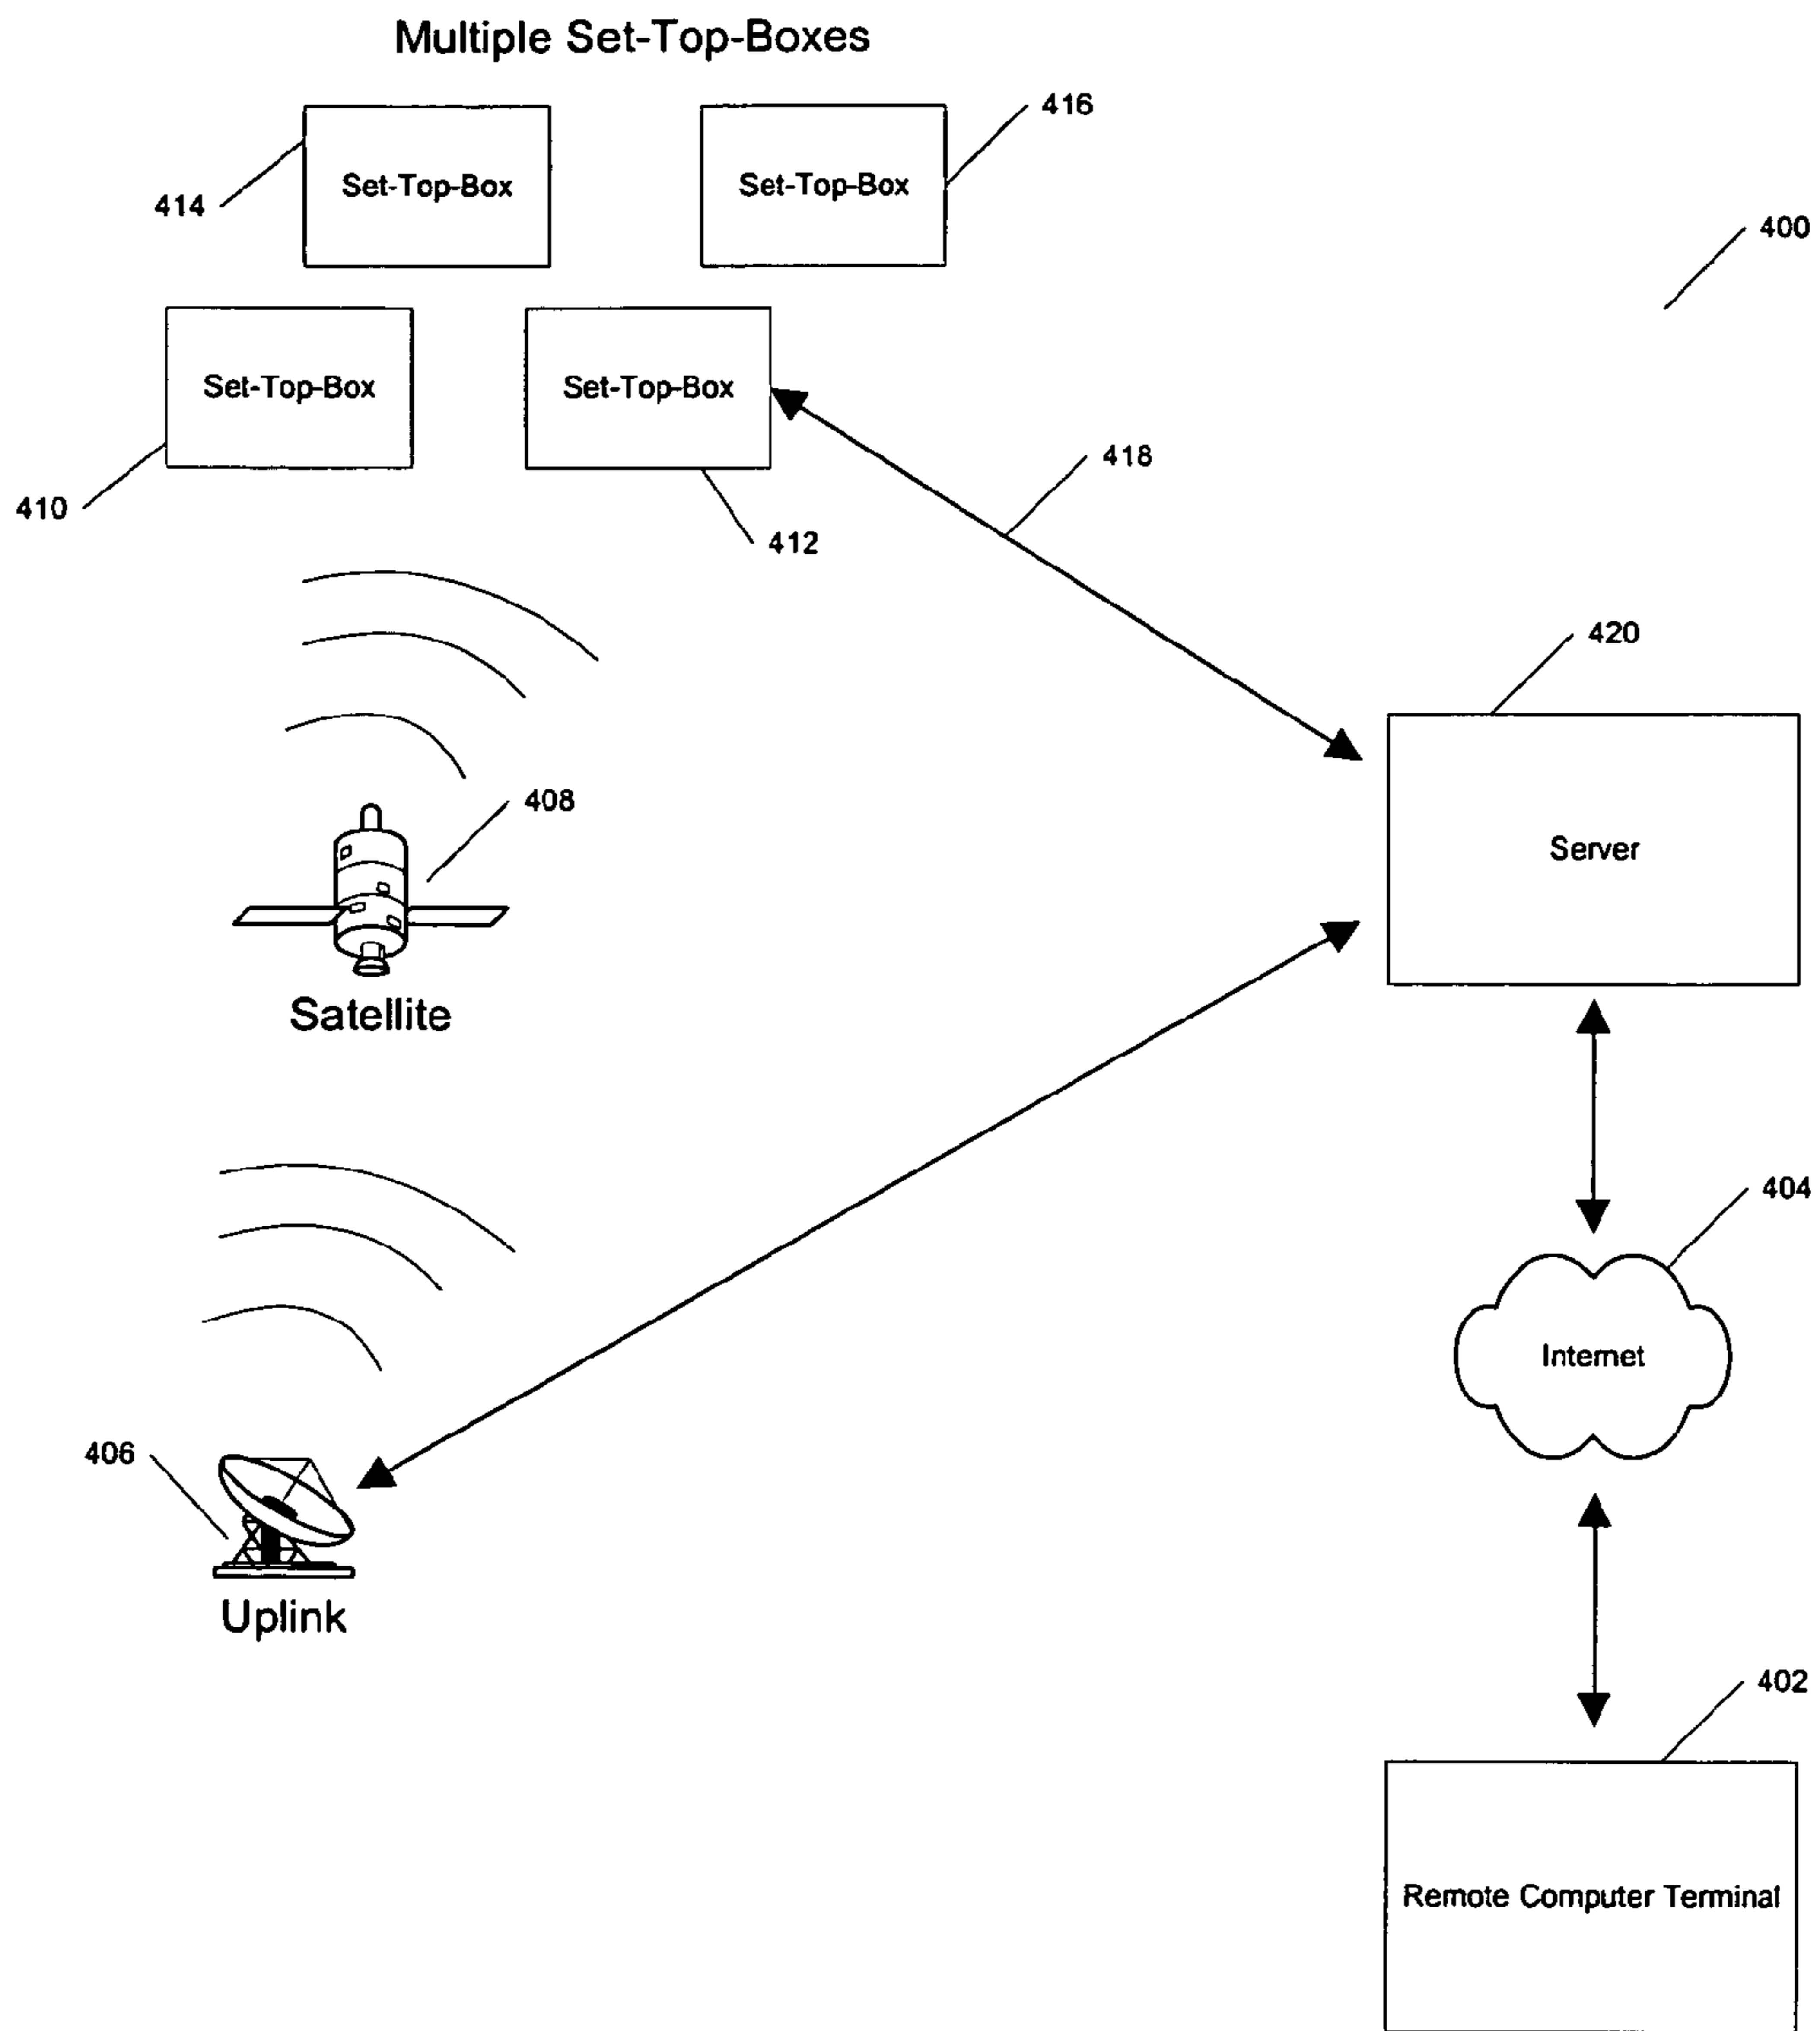 Multiple Set-Top-Boxes
416
Set-Top-Box
Set-Top-Box
414
400
Set-Top-Box
Set-Top-Box
418
410
412
420
408
Server
Satellite
404
Internet
406
Uplink
402
Remote Computer Terminal